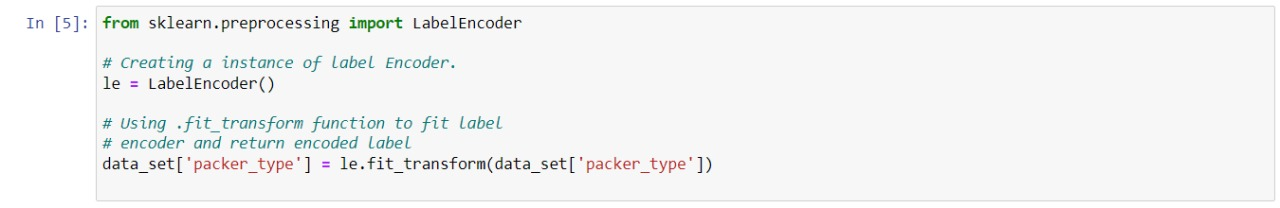 In [5]: from sklearn.preprocessing import LabelEncoder
# Creating a instance of label Encoder.
le = LabelEncoder()
# Using .fit_transform function to fit label
# encoder and return encoded label
data_set['packer_type'] = le.fit_transform(data_set['packer_type'])